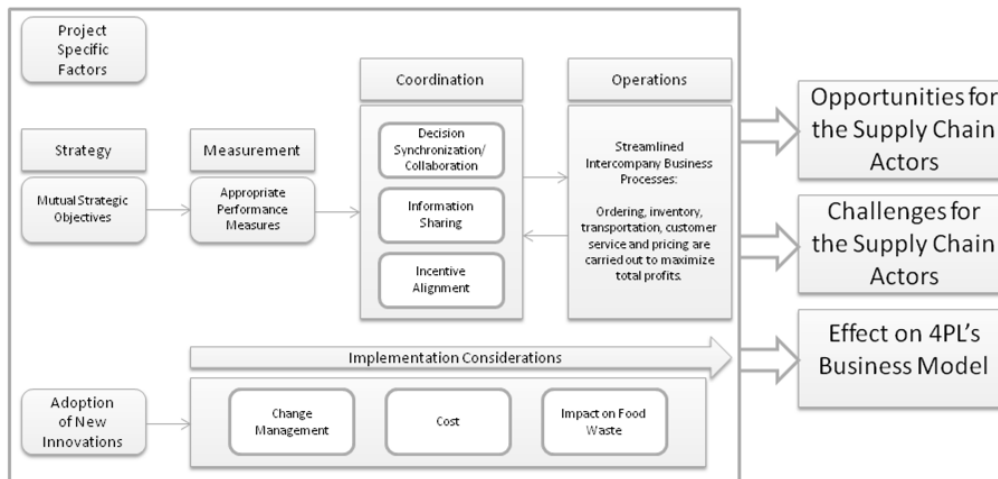 Project
Specific
Factors
Strategy
Mutual Strategic
Objectives
Measurement
Appropriate
Performance
Measures
Coordination
Decision
Synchronization/
Collaboration
Information
Sharing
Incentive
Alignment
Operations
Streamlined
Intercompany Business
Processes:
Ordering, inventory,
transportation, customer
service and pricing are
carried out to maximize
total profits.
Implementation Considerations
Adoption
of New
Innovations
Change
Management
Cost
Impact on Food
Waste
Opportunities for
the Supply Chain
Actors
Challenges for
the Supply Chain
Actors
Effect on 4PL's
Business Model